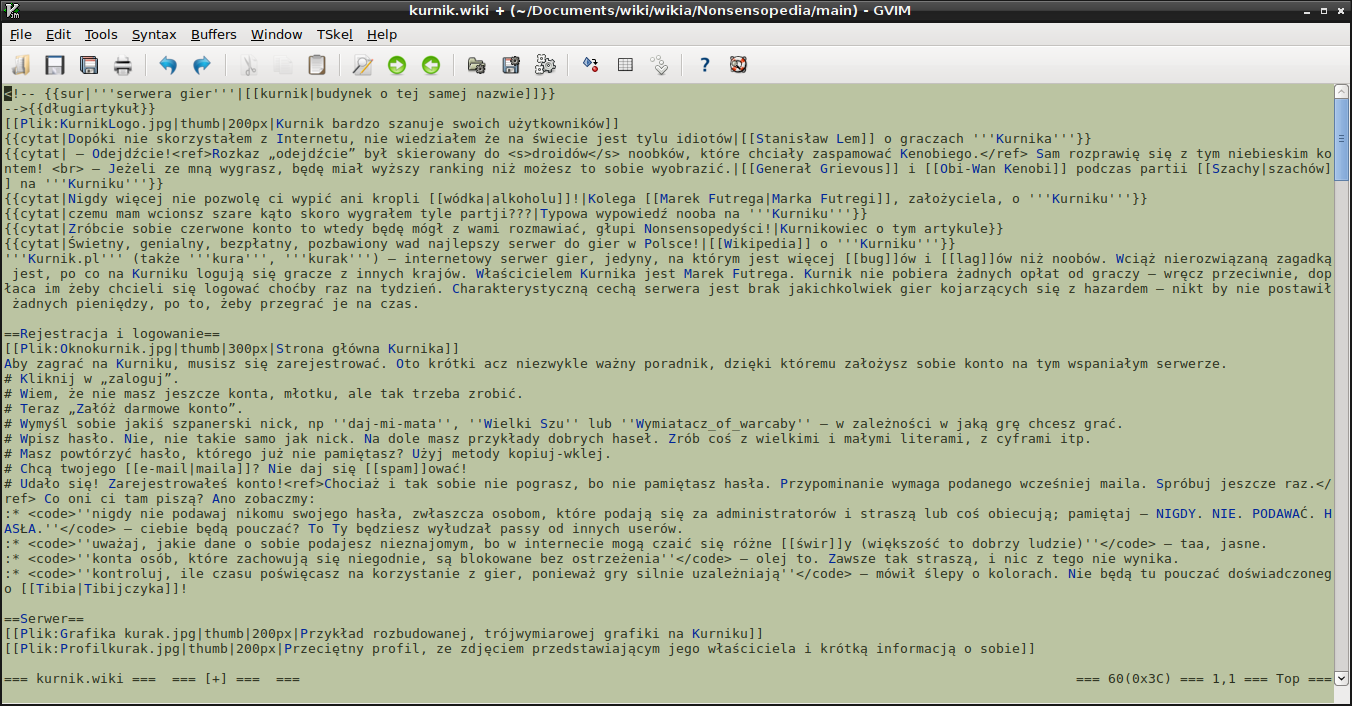 kurnik.wiki + (~/Documents/wiki/wikia/Nonsensopedia/main) - GVIM
File Edit Tools Syntax Buffers Window TSkel Help
<!-- {{sur|'''serwera gier'''|[[kurnik|budynek o tej samej nazwie]]}}
-->{{długiartykuł}}
[[Plik:KurnikLogo.jpg|thumb|200px|Kurnik bardzo szanuje swoich użytkowników]]
{{cytat|Dopóki nie skorzystałem z Internetu, nie wiedziałem że na świecie jest tylu idiotów|[[Stanisław Lem]] o graczach '''Kurnika'''}}
{{cytat| – Odejdźcie!<ref>Rozkaz „odejdźcie” był skierowany do <s>droidów</s> noobków, które chciały zaspamować Kenobiego.</ref> Sam rozprawię się z tym niebieskim ko
ntem! <br> – Jeżeli ze mną wygrasz, będę miał wyższy ranking niż możesz to sobie wyobrazić.|[[Generał Grievous]] i [[Obi-Wan Kenobi]] podczas partii [[Szachy|szachów]
] na '''Kurniku'''}}
{{cytat|Nigdy więcej nie pozwolę ci wypić ani kropli [[wódka|alkoholu]]!|Kolega [[Marek Futrega|Marka Futregi]], założyciela, o '''Kurniku'''}}
{{cytat|czemu mam wcionsz szare kąto skoro wygrałem tyle partji???|Typowa wypowiedź nooba na '''Kurniku'''}}
{{cytat|Zróbcie sobie czerwone konto to wtedy będę mógł z wami rozmawiać, głupi Nonsensopedyści!|Kurnikowiec o tym artykule}}
{{cytat|Świetny, genialny, bezpłatny, pozbawiony wad najlepszy serwer do gier w Polsce!|[[Wikipedia]] o '''Kurniku'''}}
'''Kurnik.pl''' (także '''kura''', '''kurak''') – internetowy serwer gier, jedyny, na którym jest więcej [[bug]]ów i [[lag]]ów niż noobów. Wciąż nierozwiązaną zagadką
jest, po co na Kurniku logują się gracze z innych krajów. Właścicielem Kurnika jest Marek Futrega. Kurnik nie pobiera żadnych opłat od graczy – wręcz przeciwnie, dop
łaca im żeby chcieli się logować choćby raz na tydzień. Charakterystyczną cechą serwera jest brak jakichkolwiek gier kojarzących się z hazardem – nikt by nie postawił
żadnych pieniędzy, po to, żeby przegrać je na czas.
==Rejestracja i logowanie==
[[Plik:Oknokurnik.jpg|thumb|300px|Strona główna Kurnika]]
Aby zagrać na Kurniku, musisz się zarejestrować. Oto krótki acz niezwykle ważny poradnik, dzięki któremu założysz sobie konto na tym wspaniałym serwerze.
# Kliknij w „zaloguj”.
# Wiem, że nie masz jeszcze konta, młotku, ale tak trzeba zrobić.
# Teraz „Załóż darmowe konto”.
# Wymyśl sobie jakiś szpanerski nick, np ''daj-mi-mata'', ''Wielki Szu'' lub ''Wymiatacz_of_warcaby'' – w zależności w jaką grę chcesz grać.
# Wpisz hasło. Nie, nie takie samo jak nick. Na dole masz przykłady dobrych haseł. Zrób coś z wielkimi i małymi literami, z cyframi itp.
# Masz powtórzyć hasło, którego już nie pamiętasz? Użyj metody kopiuj-wklej.
# Chcą twojego [[e-mail|maila]]? Nie daj się [[spam]]ować!
# Udało się! Zarejestrowałeś konto!<ref>Chociaż i tak sobie nie pograsz, bo nie pamiętasz hasła. Przypominanie wymaga podanego wcześniej maila. Spróbuj jeszcze raz.</
ref> Co oni ci tam piszą? Ano zobaczmy:
:* <code>''nigdy nie podawaj nikomu swojego hasła, zwłaszcza osobom, które podają się za administratorów i straszą lub coś obiecują; pamiętaj – NIGDY. NIE. PODAWAĆ. H
ASŁA.''</code> – ciebie będą pouczać? To Ty będziesz wyłudzał passy od innych userów.
:* <code>''uważaj, jakie dane o sobie podajesz nieznajomym, bo w internecie mogą czaić się różne [[świr]]y (większość to dobrzy ludzie)''</code> – taa, jasne.
:* <code>''konta osób, które zachowują się niegodnie, są blokowane bez ostrzeżenia''</code> – olej to. Zawsze tak straszą, i nic z tego nie wynika.
:* <code>''kontroluj, ile czasu poświęcasz na korzystanie z gier, ponieważ gry silnie uzależniają''</code> – mówił ślepy o kolorach. Nie będą tu pouczać doświadczoneg
o [[Tibia|Tibijczyka]]!
==Serwer==
[[Plik:Grafika kurak.jpg|thumb|200px|Przykład rozbudowanej, trójwymiarowej grafiki na Kurniku]]
[[Plik:Profilkurak.jpg|thumb|200px|Przeciętny profil, ze zdjęciem przedstawiającym jego właściciela i krótką informacją o sobie]]
=== kurnik.wiki ===  === [+] ===  === === 60(0x3C) === 1,1 === Top ===